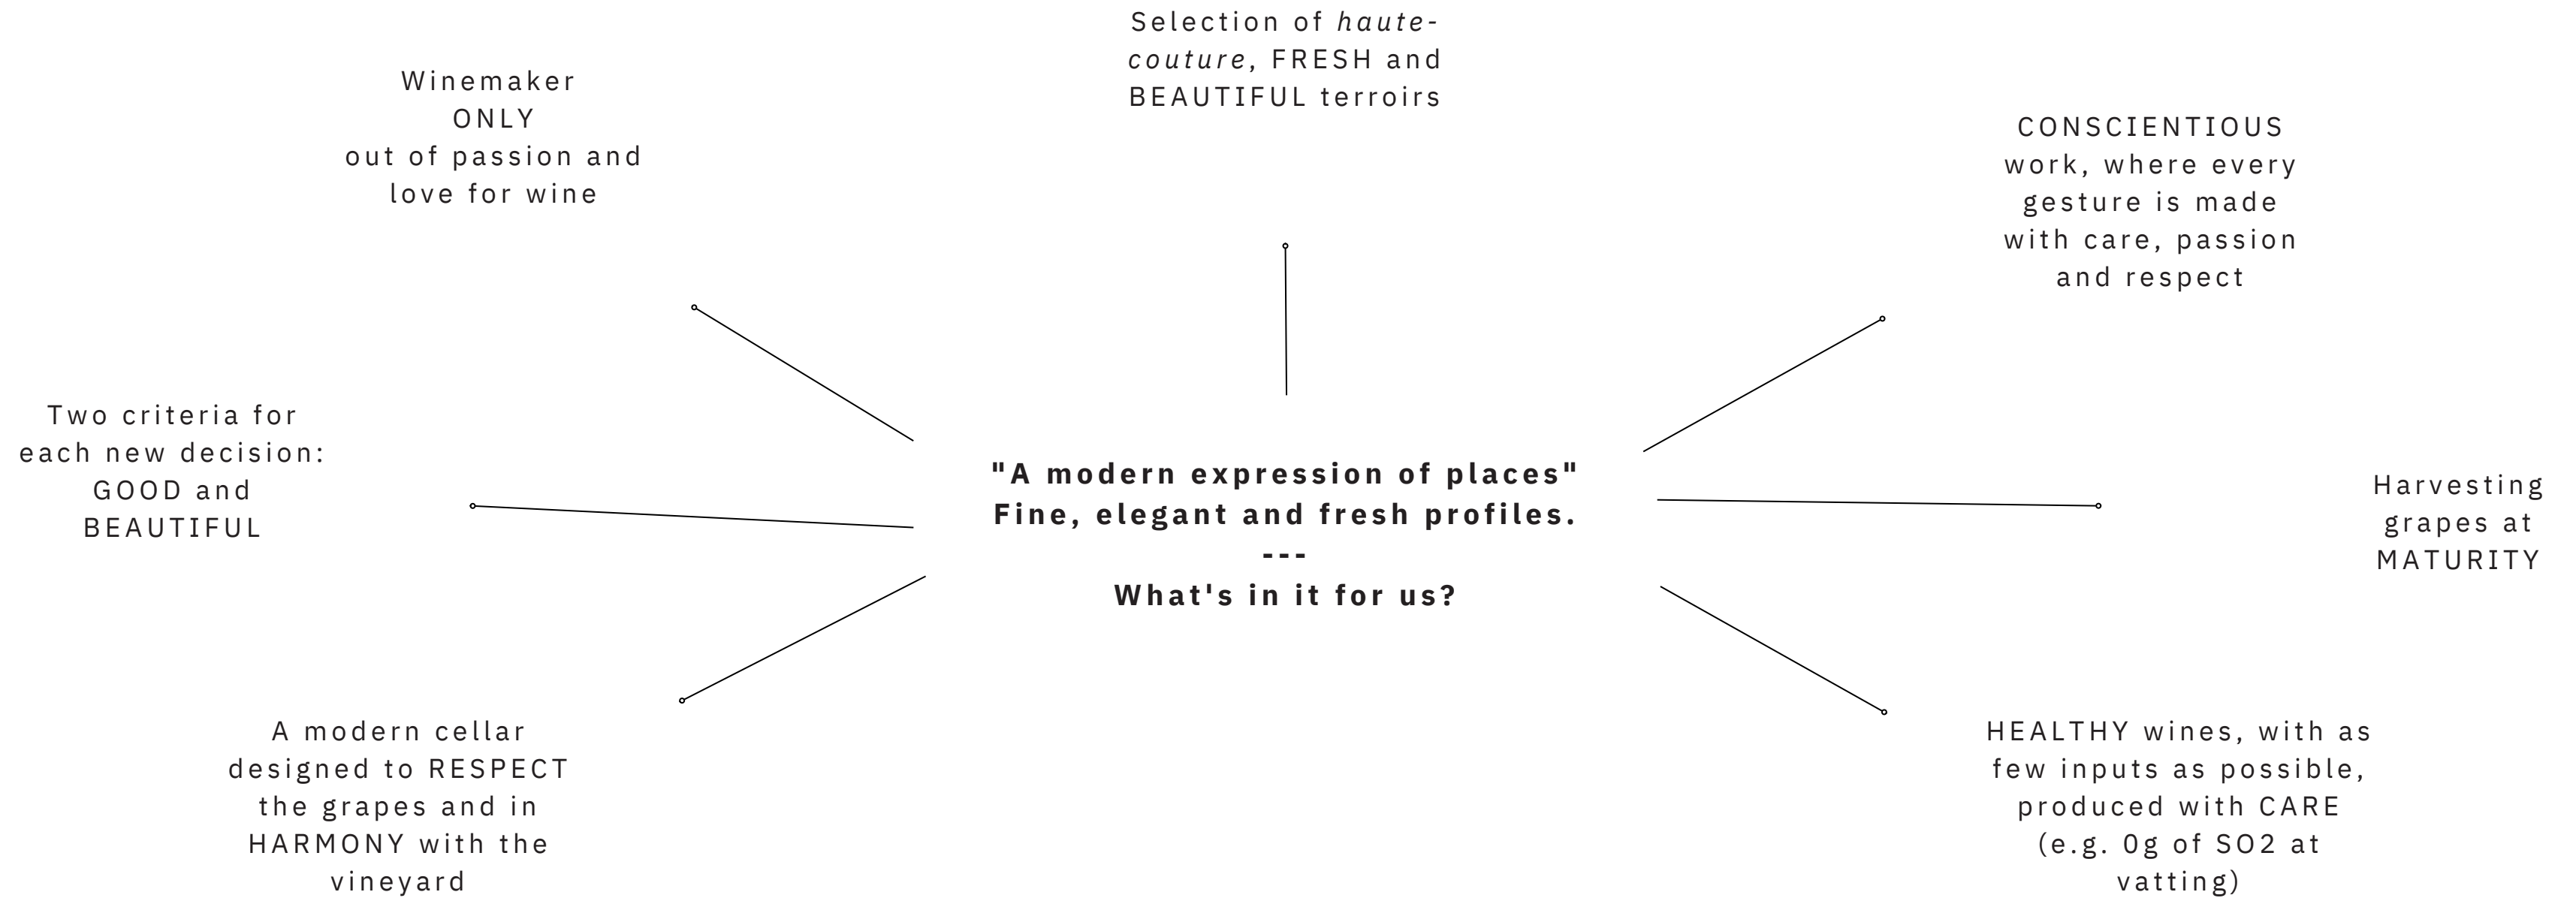 Selection of haute-
couture, FRESH and
BEAUTIFUL terroirs
Winemaker
ONLY
out of passion and
love for wine
CONSCIENTIOUS
work, where every
gesture is made
with care, passion
and respect
Two criteria for
each new decision:
GOOD and
BEAUTIFUL
"A modern expression of places"
Fine, elegant and fresh profiles.
---
What's in it for us?
Harvesting
grapes at
MATURITY
A modern cellar
designed to RESPECT
the grapes and in
HARMONY with the
vineyard
HEALTHY wines, with as
few inputs as possible,
produced with CARE
(e.g. 0g of SO2 at
vatting)